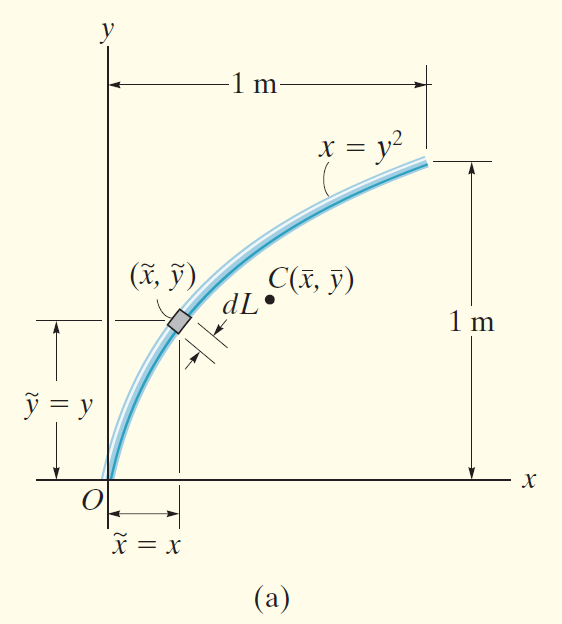 y
1 m
x = y²
(x̃, ỹ)
C(x̄, ȳ)
dL
1 m
ỹ = y
x
O
x̃ = x
(a)